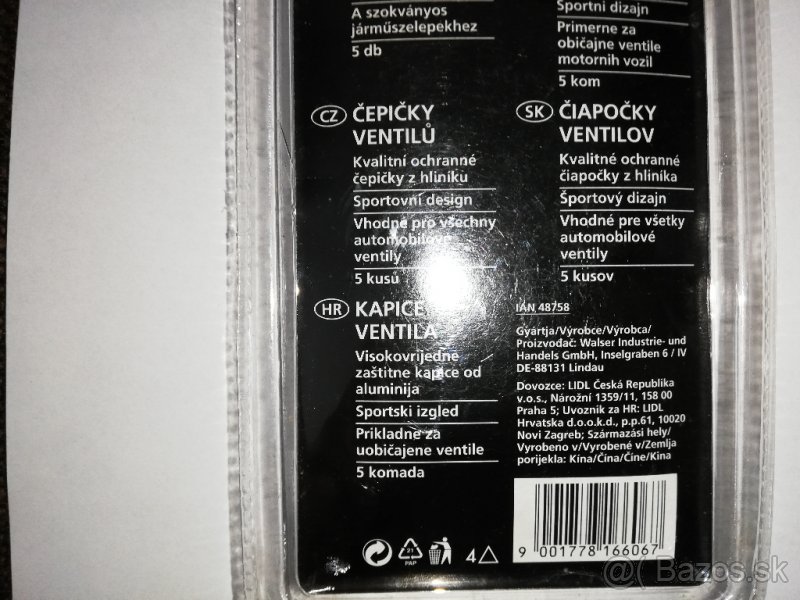 A szokványos
járműszelepekhez
5 db
Športni dizajn
Primerne za
običajne ventile
motornih vozil
5 kom
CZ ČEPIČKY
VENTILŮ
Kvalitní ochranné
čepičky z hliníku
Sportovní design
Vhodné pro všechny
automobilové
ventily
5 kusů
SK ČIAPOČKY
VENTILOV
Kvalitné ochranné
čiapočky z hliníka
Športový dizajn
Vhodné pre všetky
automobilové
ventily
5 kusov
HR KAPICE
VENTILA
Visokovrijedne
zaštitne kapice od
aluminija
Sportski izgled
Prikladne za
uobičajene ventile
5 komada
IAN 48758
Gyártja/Výrobce/Výrobca/
Proizvođač: Walser Industrie- und
Handels GmbH, Inselgraben 6 / IV
DE-88131 Lindau
Dovozce: LIDL Česká Republika
v.o.s., Nárožní 1359/11, 158 00
Praha 5; Uvoznik za HR: LIDL
Hrvatska d.o.o.k.d., p.p.61, 10020
Novi Zagreb; Származási hely/
Vyrobeno v/Vyrobené v/Zemlja
porijekla: Kína/Čína/Čine/Kina
21
PAP
4
9 001778 166067
@ Bazos.sk